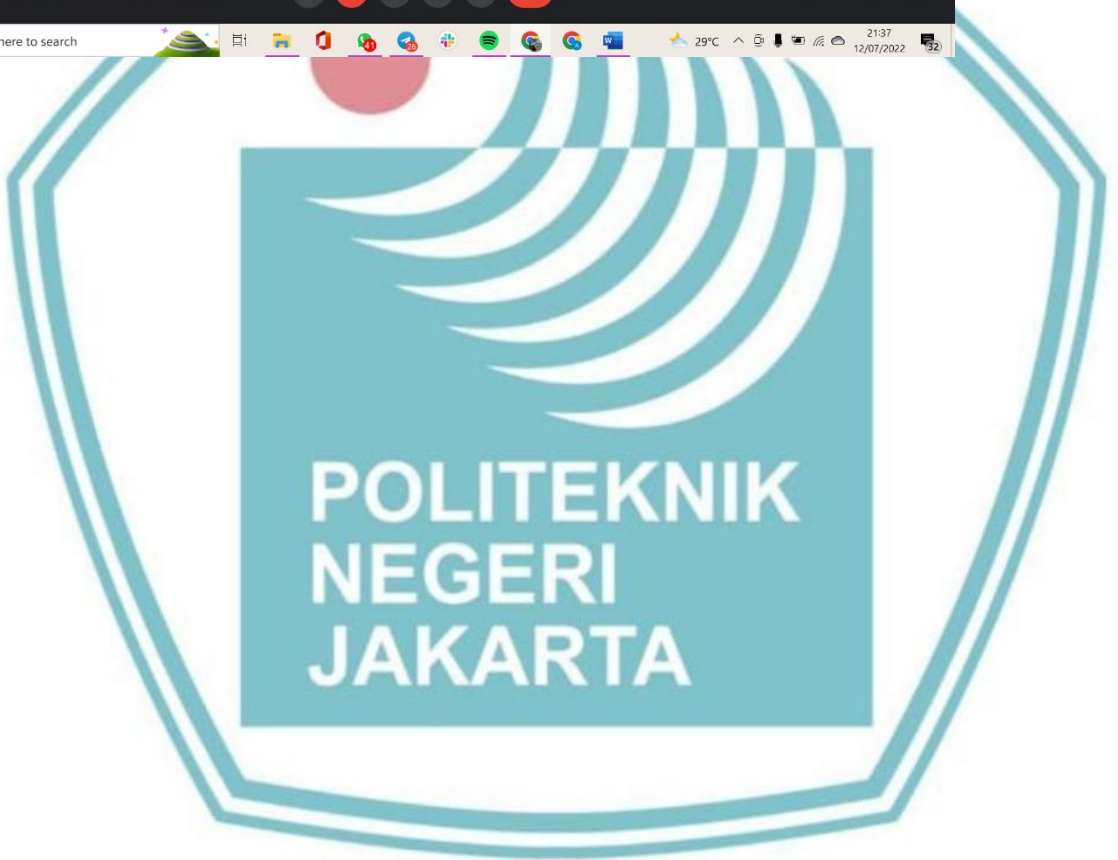 here to search
41
26
29°C
21:37
12/07/2022
32
POLITEKNIK
NEGERI
JAKARTA